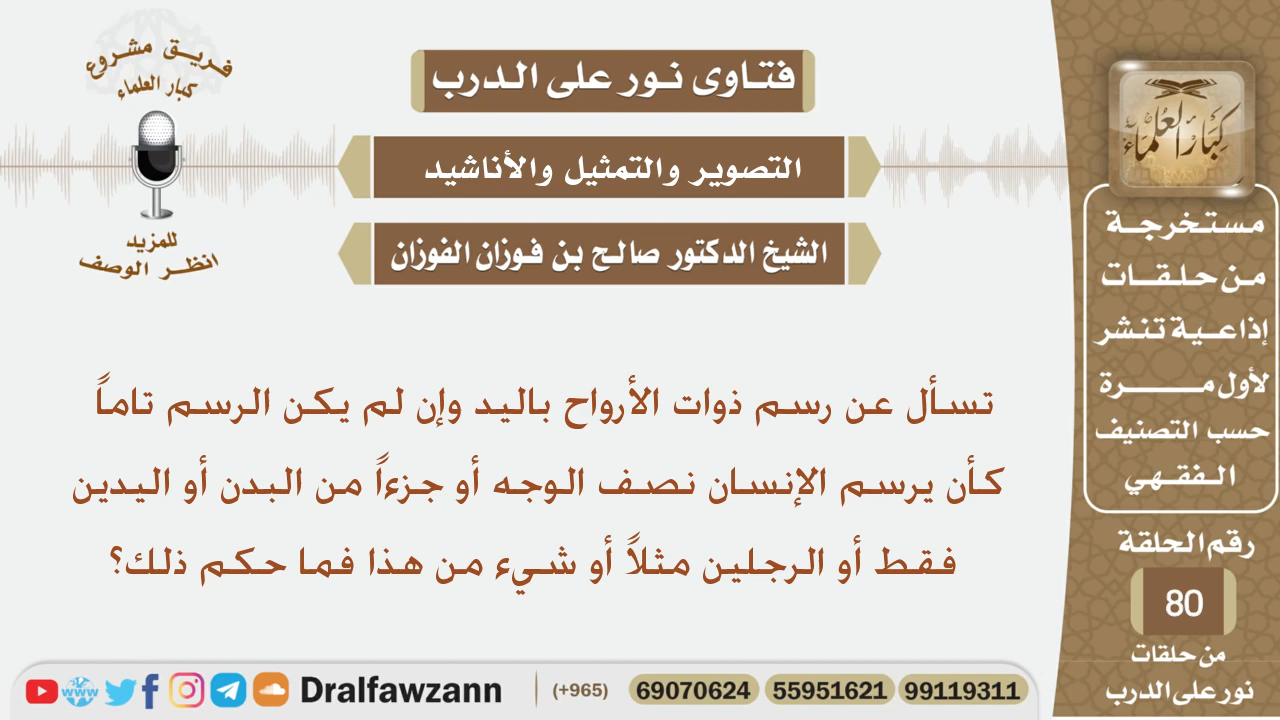 فريق مشروع
كبار العلماء
للمزيد
انظر الوصف
فتاوى نور على الدرب
التصوير والتمثيل والأناشيد
الشيخ الدكتور صالح بن فوزان الفوزان
تسأل عن رسم ذوات الأرواح باليد وإن لم يكن الرسم تاماً
كأن يرسم الإنسان نصف الوجه أو جزءاً من البدن أو اليدين
فقط أو الرجلين مثلاً أو شيء من هذا فما حكم ذلك؟
كبار العلماء
مستخرجة
من حلقات
إذاعية تنشر
لأول مرة
حسب التصنيف
الفقهي
رقم الحلقة
80
من حلقات
نور على الدرب
www Dralfawzann (+965) 69070624 55951621 99119311